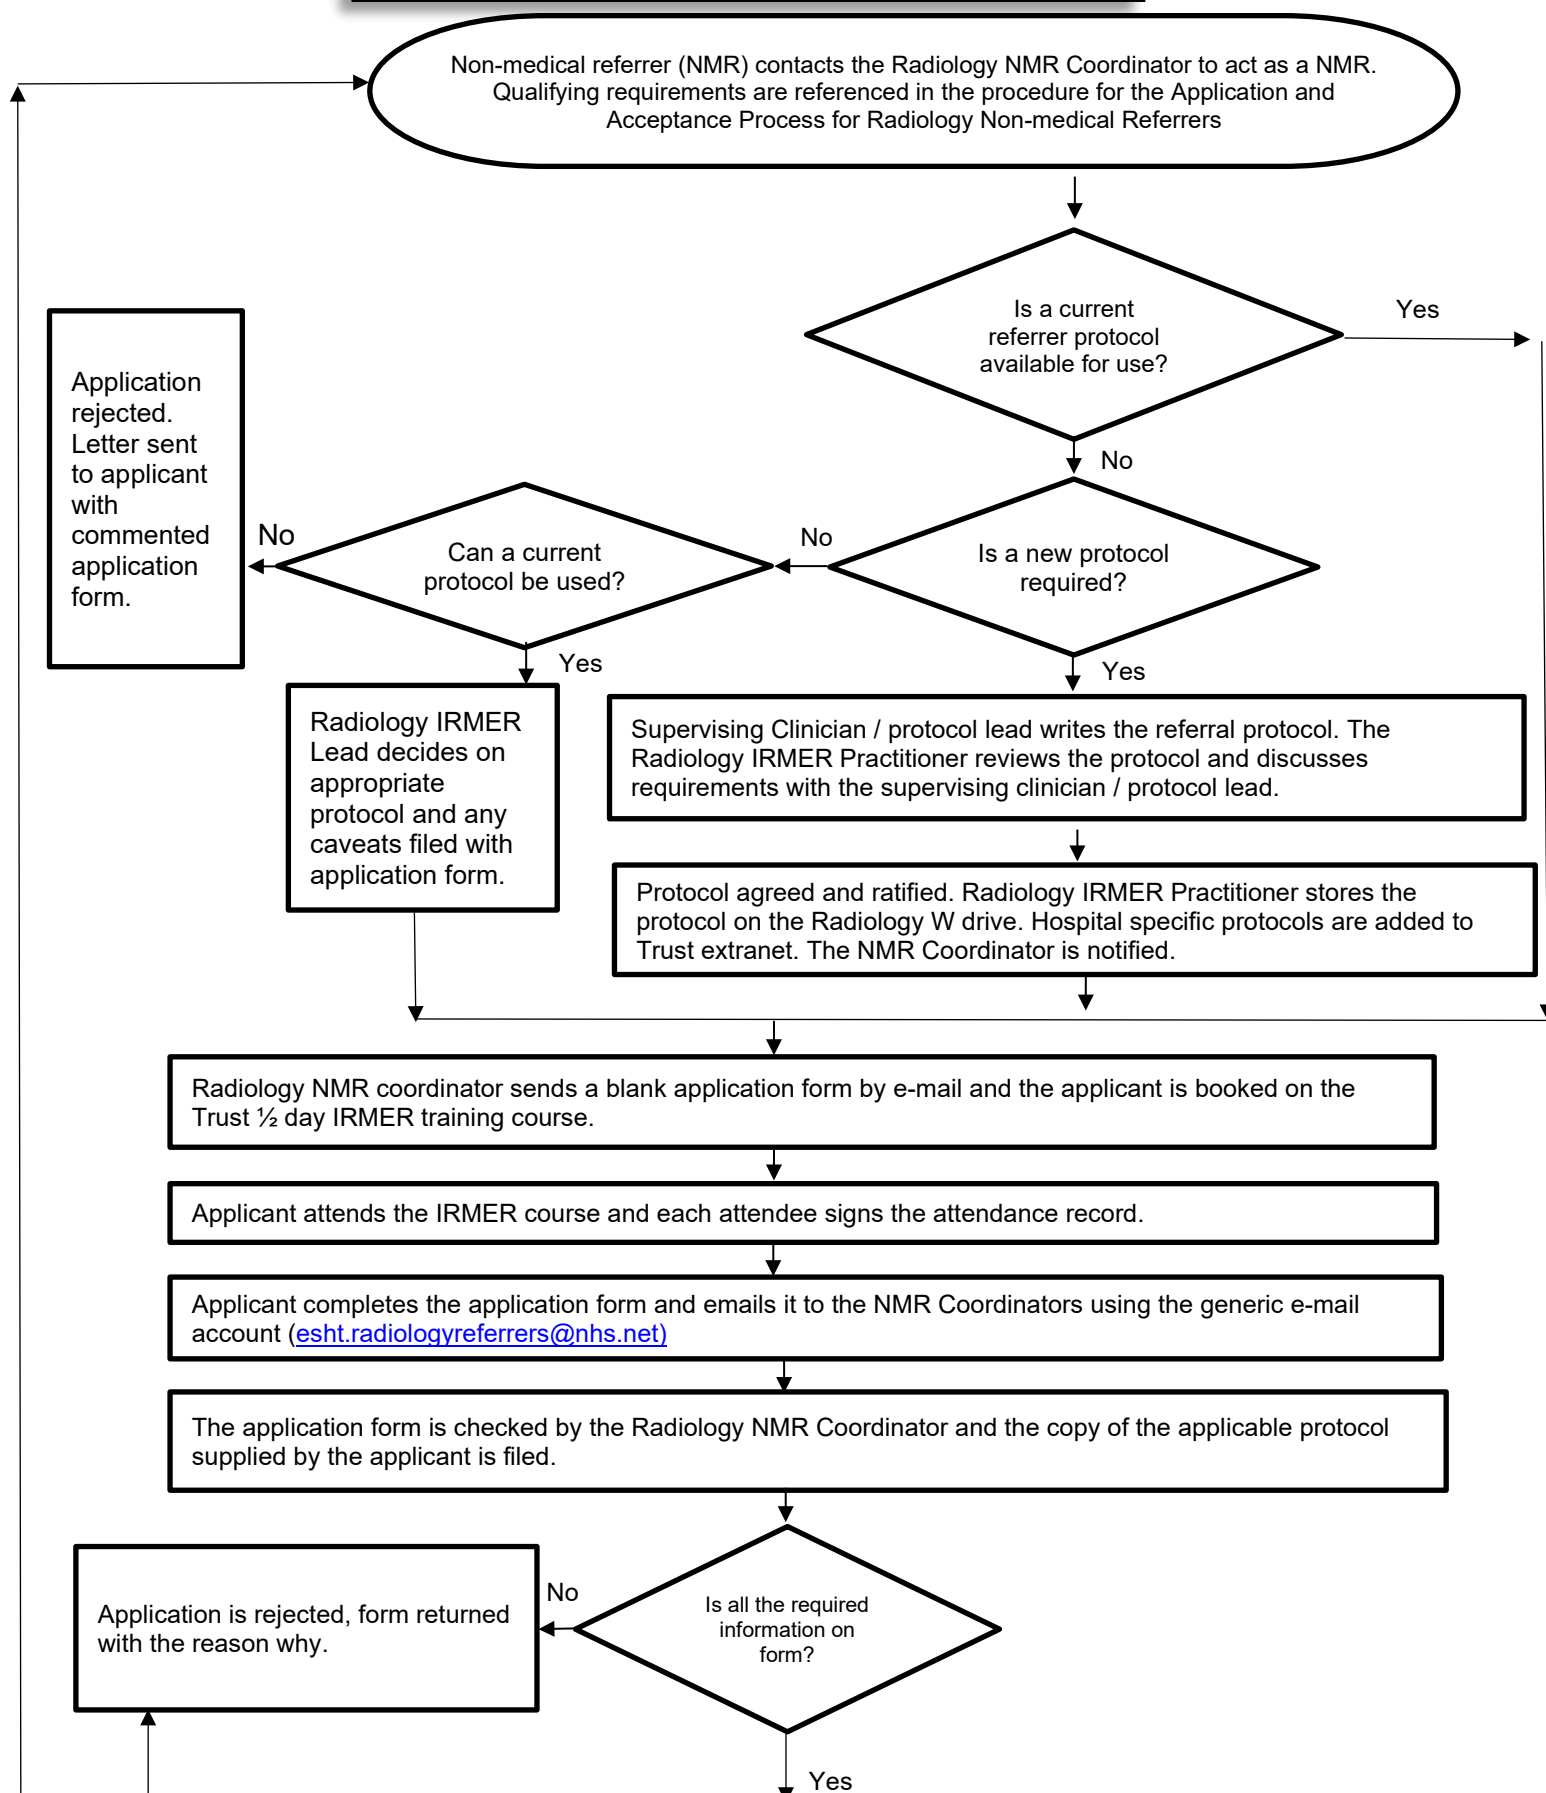 Non-medical referrer (NMR) contacts the Radiology NMR Coordinator to act as a NMR.
Qualifying requirements are referenced in the procedure for the Application and
Acceptance Process for Radiology Non-medical Referrers
Is a current
referrer protocol
available for use?
Yes
No
Is a new protocol
required?
No
Can a current
protocol be used?
No
Application
rejected.
Letter sent
to applicant
with
commented
application
form.
Yes
Yes
Radiology IRMER
Lead decides on
appropriate
protocol and any
caveats filed with
application form.
Supervising Clinician / protocol lead writes the referral protocol. The
Radiology IRMER Practitioner reviews the protocol and discusses
requirements with the supervising clinician / protocol lead.
Protocol agreed and ratified. Radiology IRMER Practitioner stores the
protocol on the Radiology W drive. Hospital specific protocols are added to
Trust extranet. The NMR Coordinator is notified.
Radiology NMR coordinator sends a blank application form by e-mail and the applicant is booked on the
Trust ½ day IRMER training course.
Applicant attends the IRMER course and each attendee signs the attendance record.
Applicant completes the application form and emails it to the NMR Coordinators using the generic e-mail
account (esht.radiologyreferrers@nhs.net)
The application form is checked by the Radiology NMR Coordinator and the copy of the applicable protocol
supplied by the applicant is filed.
Is all the required
information on
form?
No
Application is rejected, form returned
with the reason why.
Yes